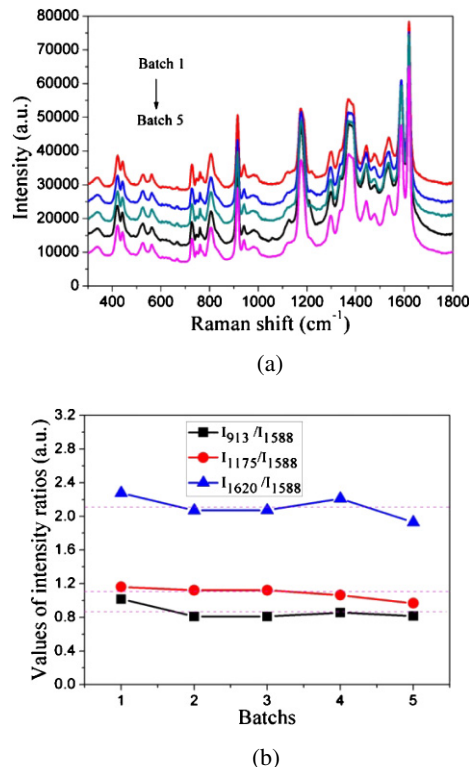 80000
70000
60000
50000
40000
30000
20000
10000
0
Intensity (a.u.)
Batch 1
Batch 5
400 600 800 1000 1200 1400 1600 1800
Raman shift (cm⁻¹)
(a)
3.2
2.8
2.4
2.0
1.6
1.2
0.8
0.4
0.0
Values of intensity ratios (a.u.)
I₉₁₃ /I₁₅₈₈
I₁₁₇₅/I₁₅₈₈
I₁₆₂₀ /I₁₅₈₈
1 2 3 4 5
Batchs
(b)